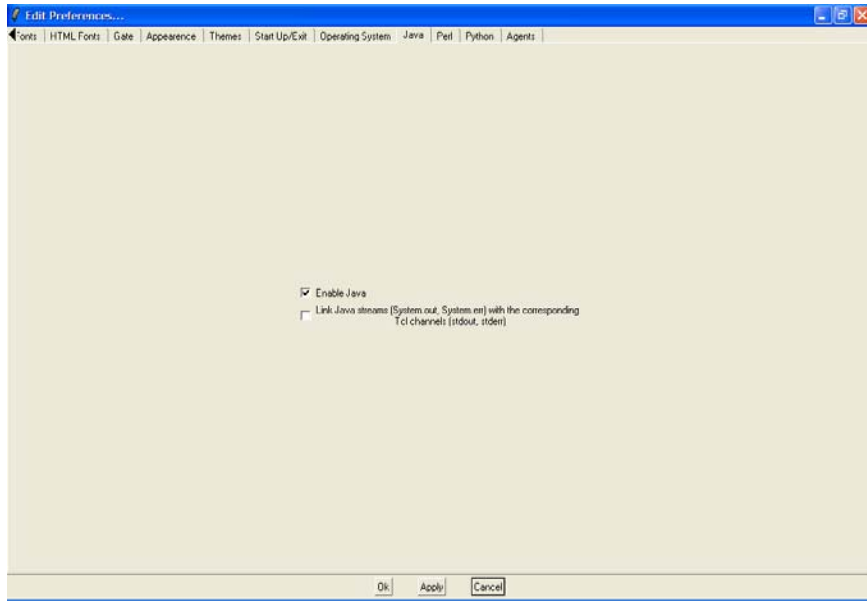 Edit Preferences...
Fonts HTML Fonts Gate Appearence Themes Start Up/Exit Operating System Java Perl Python Agents
Enable Java
Link Java streams (System.out, System.err) with the corresponding
Tcl channels (stdout, stderr)
Ok Apply Cancel